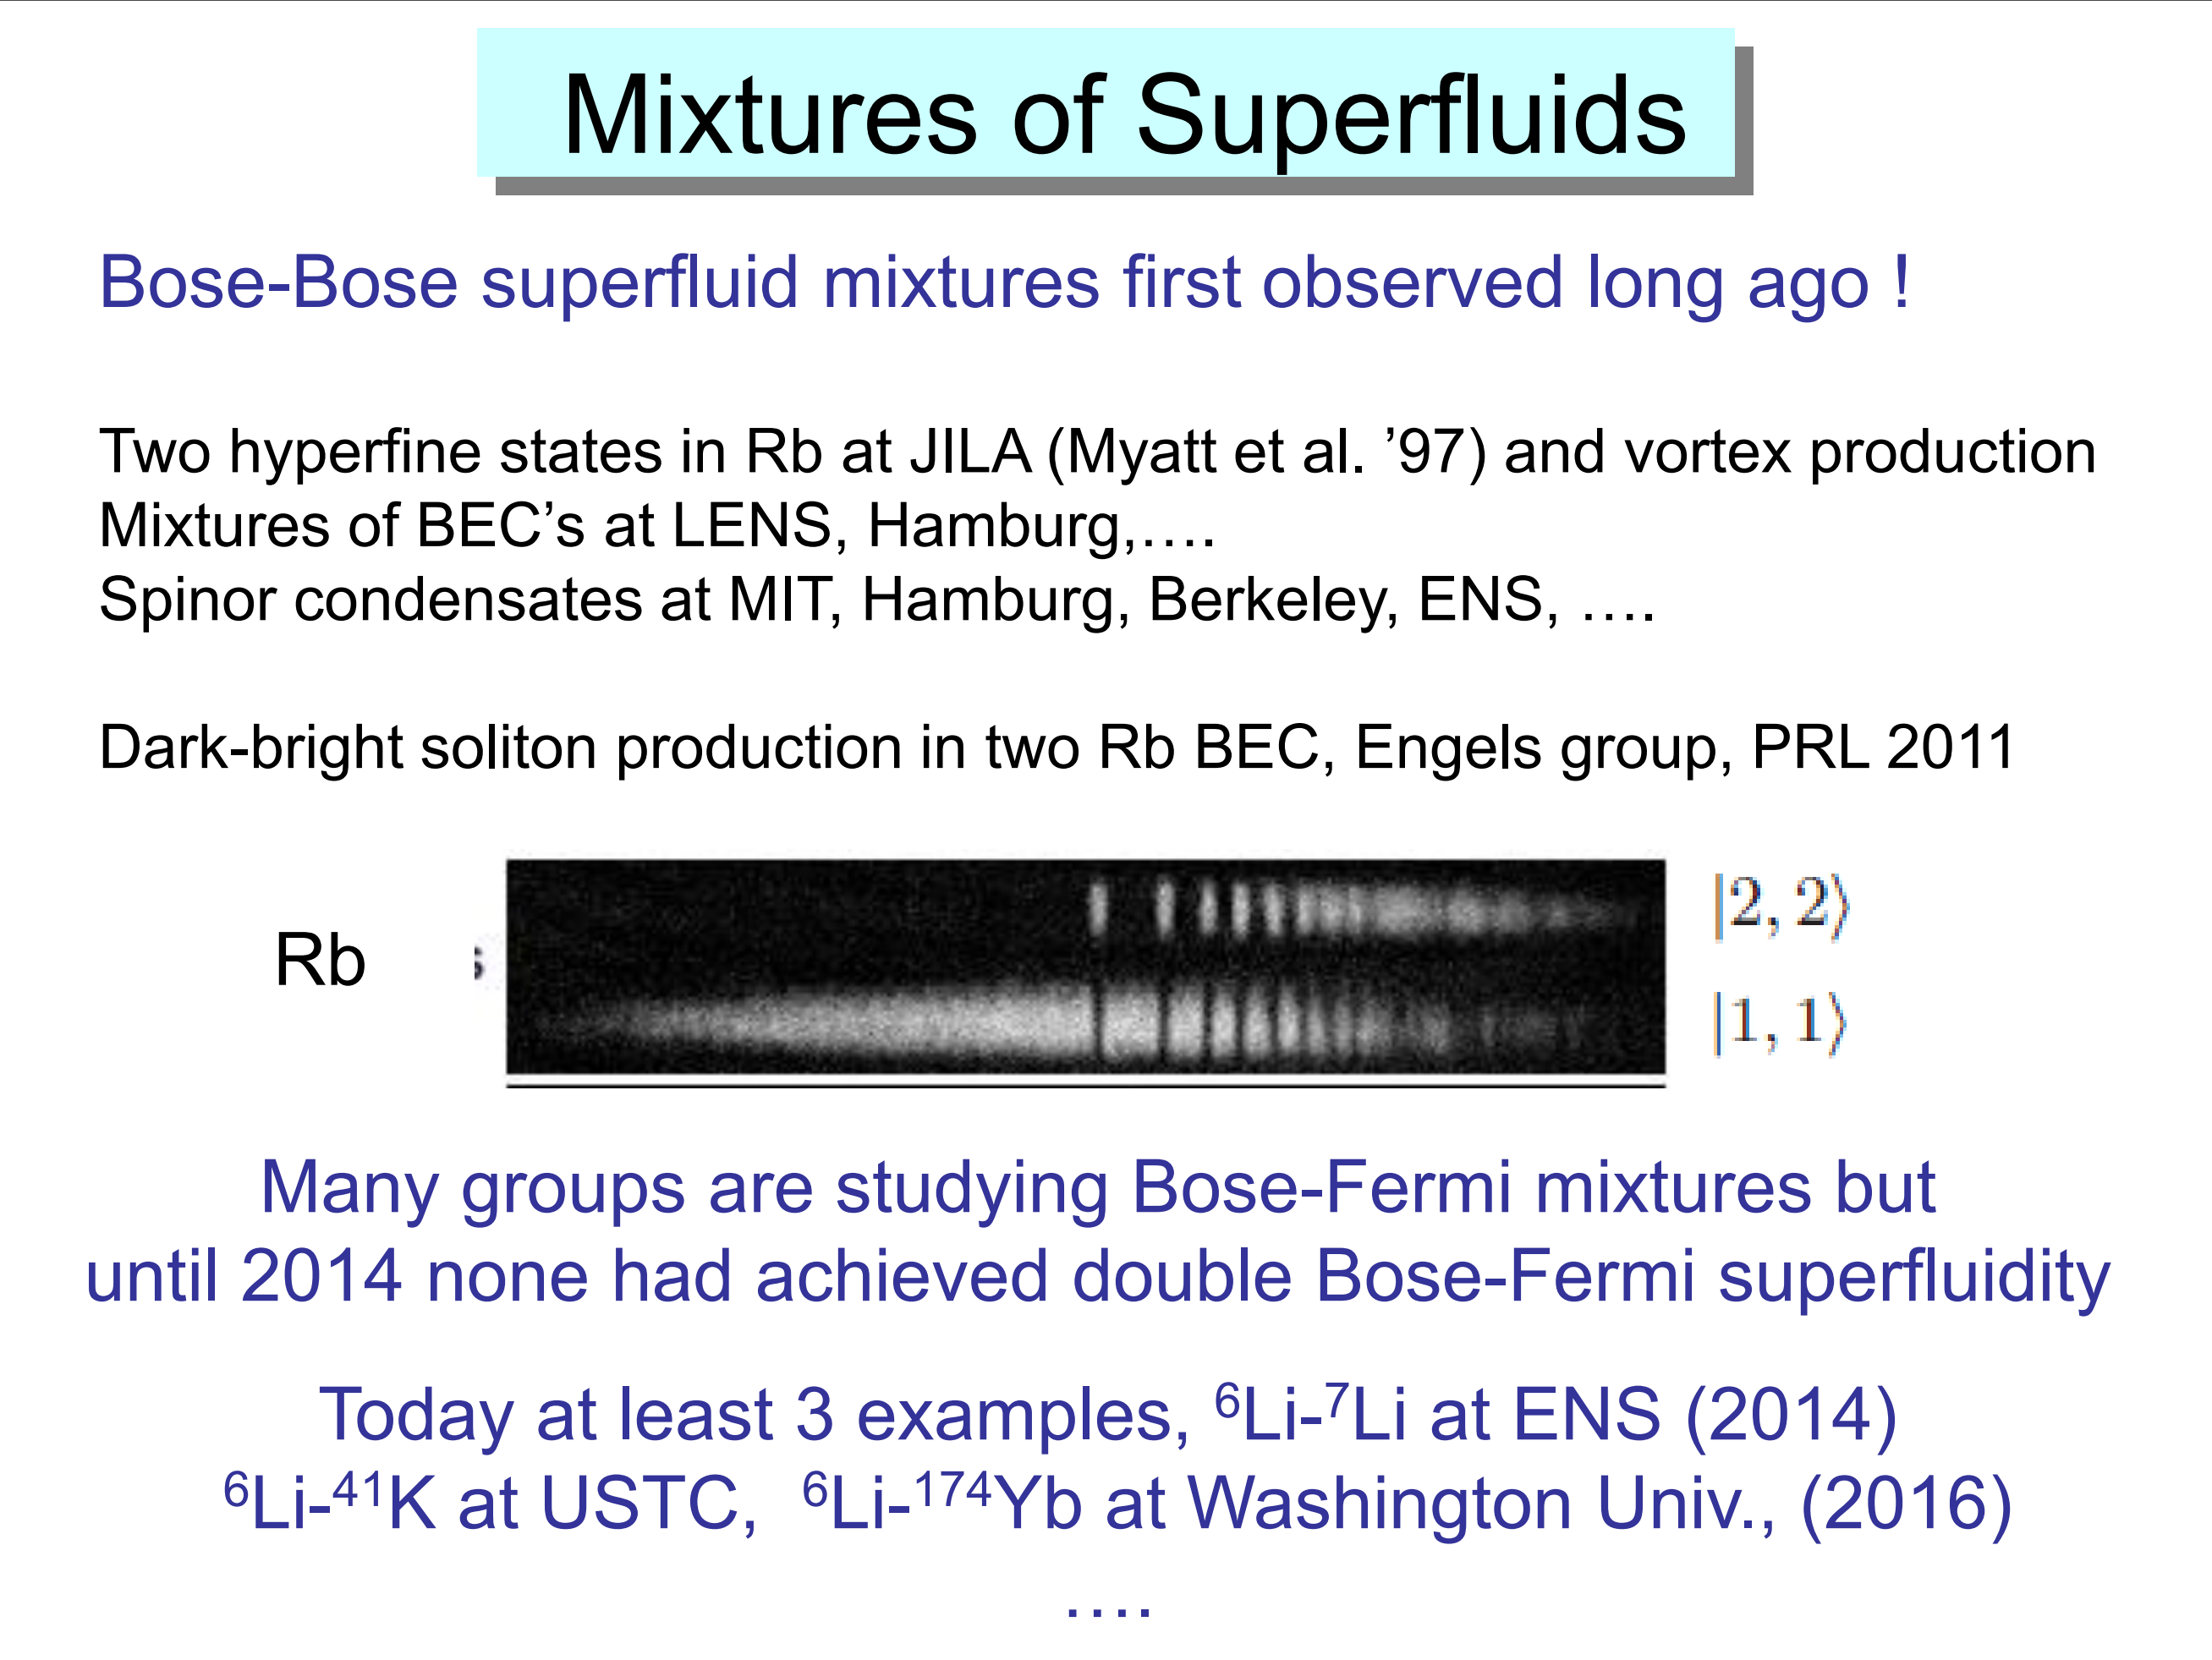 Mixtures of Superfluids
Bose-Bose superfluid mixtures first observed long ago !
Two hyperfine states in Rb at JILA (Myatt et al. ’97) and vortex production
Mixtures of BEC’s at LENS, Hamburg,….
Spinor condensates at MIT, Hamburg, Berkeley, ENS, ….
Dark-bright soliton production in two Rb BEC, Engels group, PRL 2011
|2, 2⟩
Rb s
|1, 1⟩
Many groups are studying Bose-Fermi mixtures but
until 2014 none had achieved double Bose-Fermi superfluidity
Today at least 3 examples, ⁶Li-⁷Li at ENS (2014)
⁶Li-⁴¹K at USTC, ⁶Li-¹⁷⁴Yb at Washington Univ., (2016)
….